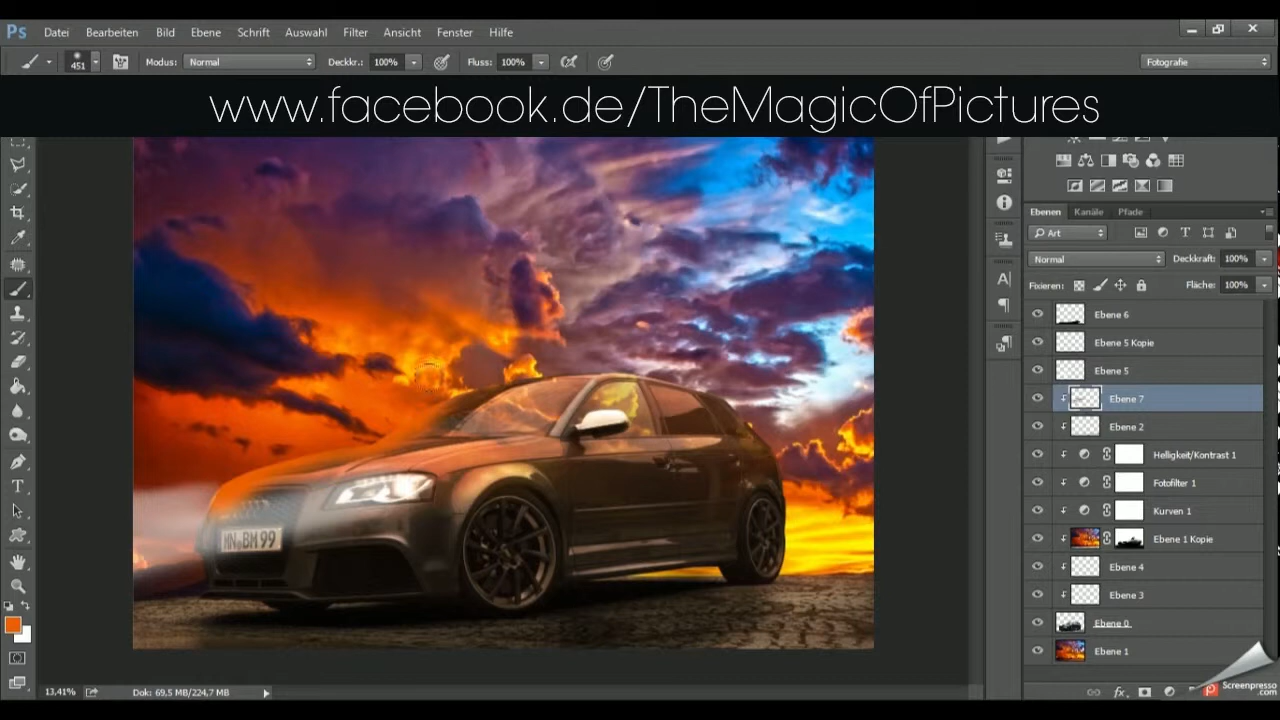 Ps Datei Bearbeiten Bild Ebene Schrift Auswahl Filter Ansicht Fenster Hilfe
451 Modus: Normal Deckkr.: 100% Fluss: 100% Fotografie
www.facebook.de/TheMagicOfPictures
Ebenen Kanäle Pfade
Art
Normal Deckkraft: 100%
Fixieren: Fläche: 100%
Ebene 6
Ebene 5 Kopie
Ebene 5
Ebene 7
Ebene 2
Helligkeit/Kontrast 1
Fotofilter 1
Kurven 1
Ebene 1 Kopie
Ebene 4
Ebene 3
Ebene 0
Ebene 1
HN BM 99
13,41% Dok: 69,5 MB/224,7 MB
fx
Screenpresso
.com